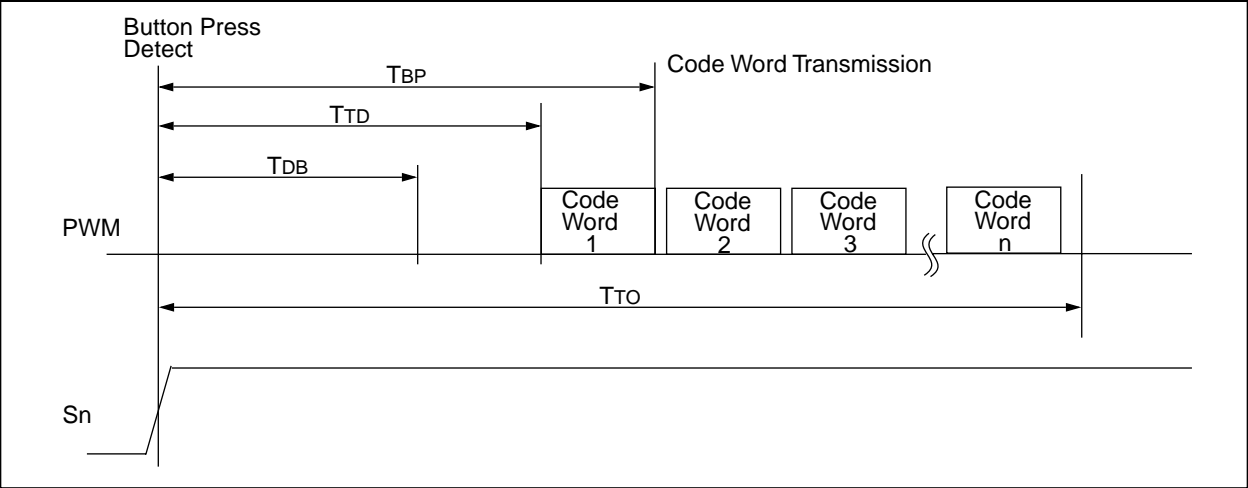 Button Press
Detect
TBP
Code Word Transmission
TTD
TDB
PWM
Code
Word
1
Code
Word
2
Code
Word
3
Code
Word
n
TTO
Sn